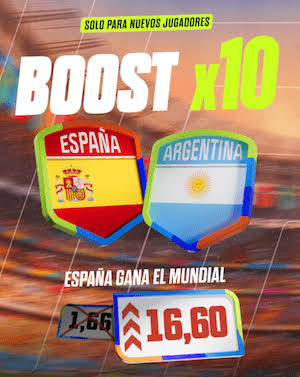 SOLO PARA NUEVOS JUGADORES
BOOST x10
ESPAÑA
ARGENTINA
ESPAÑA GANA EL MUNDIAL
1,66
16,60